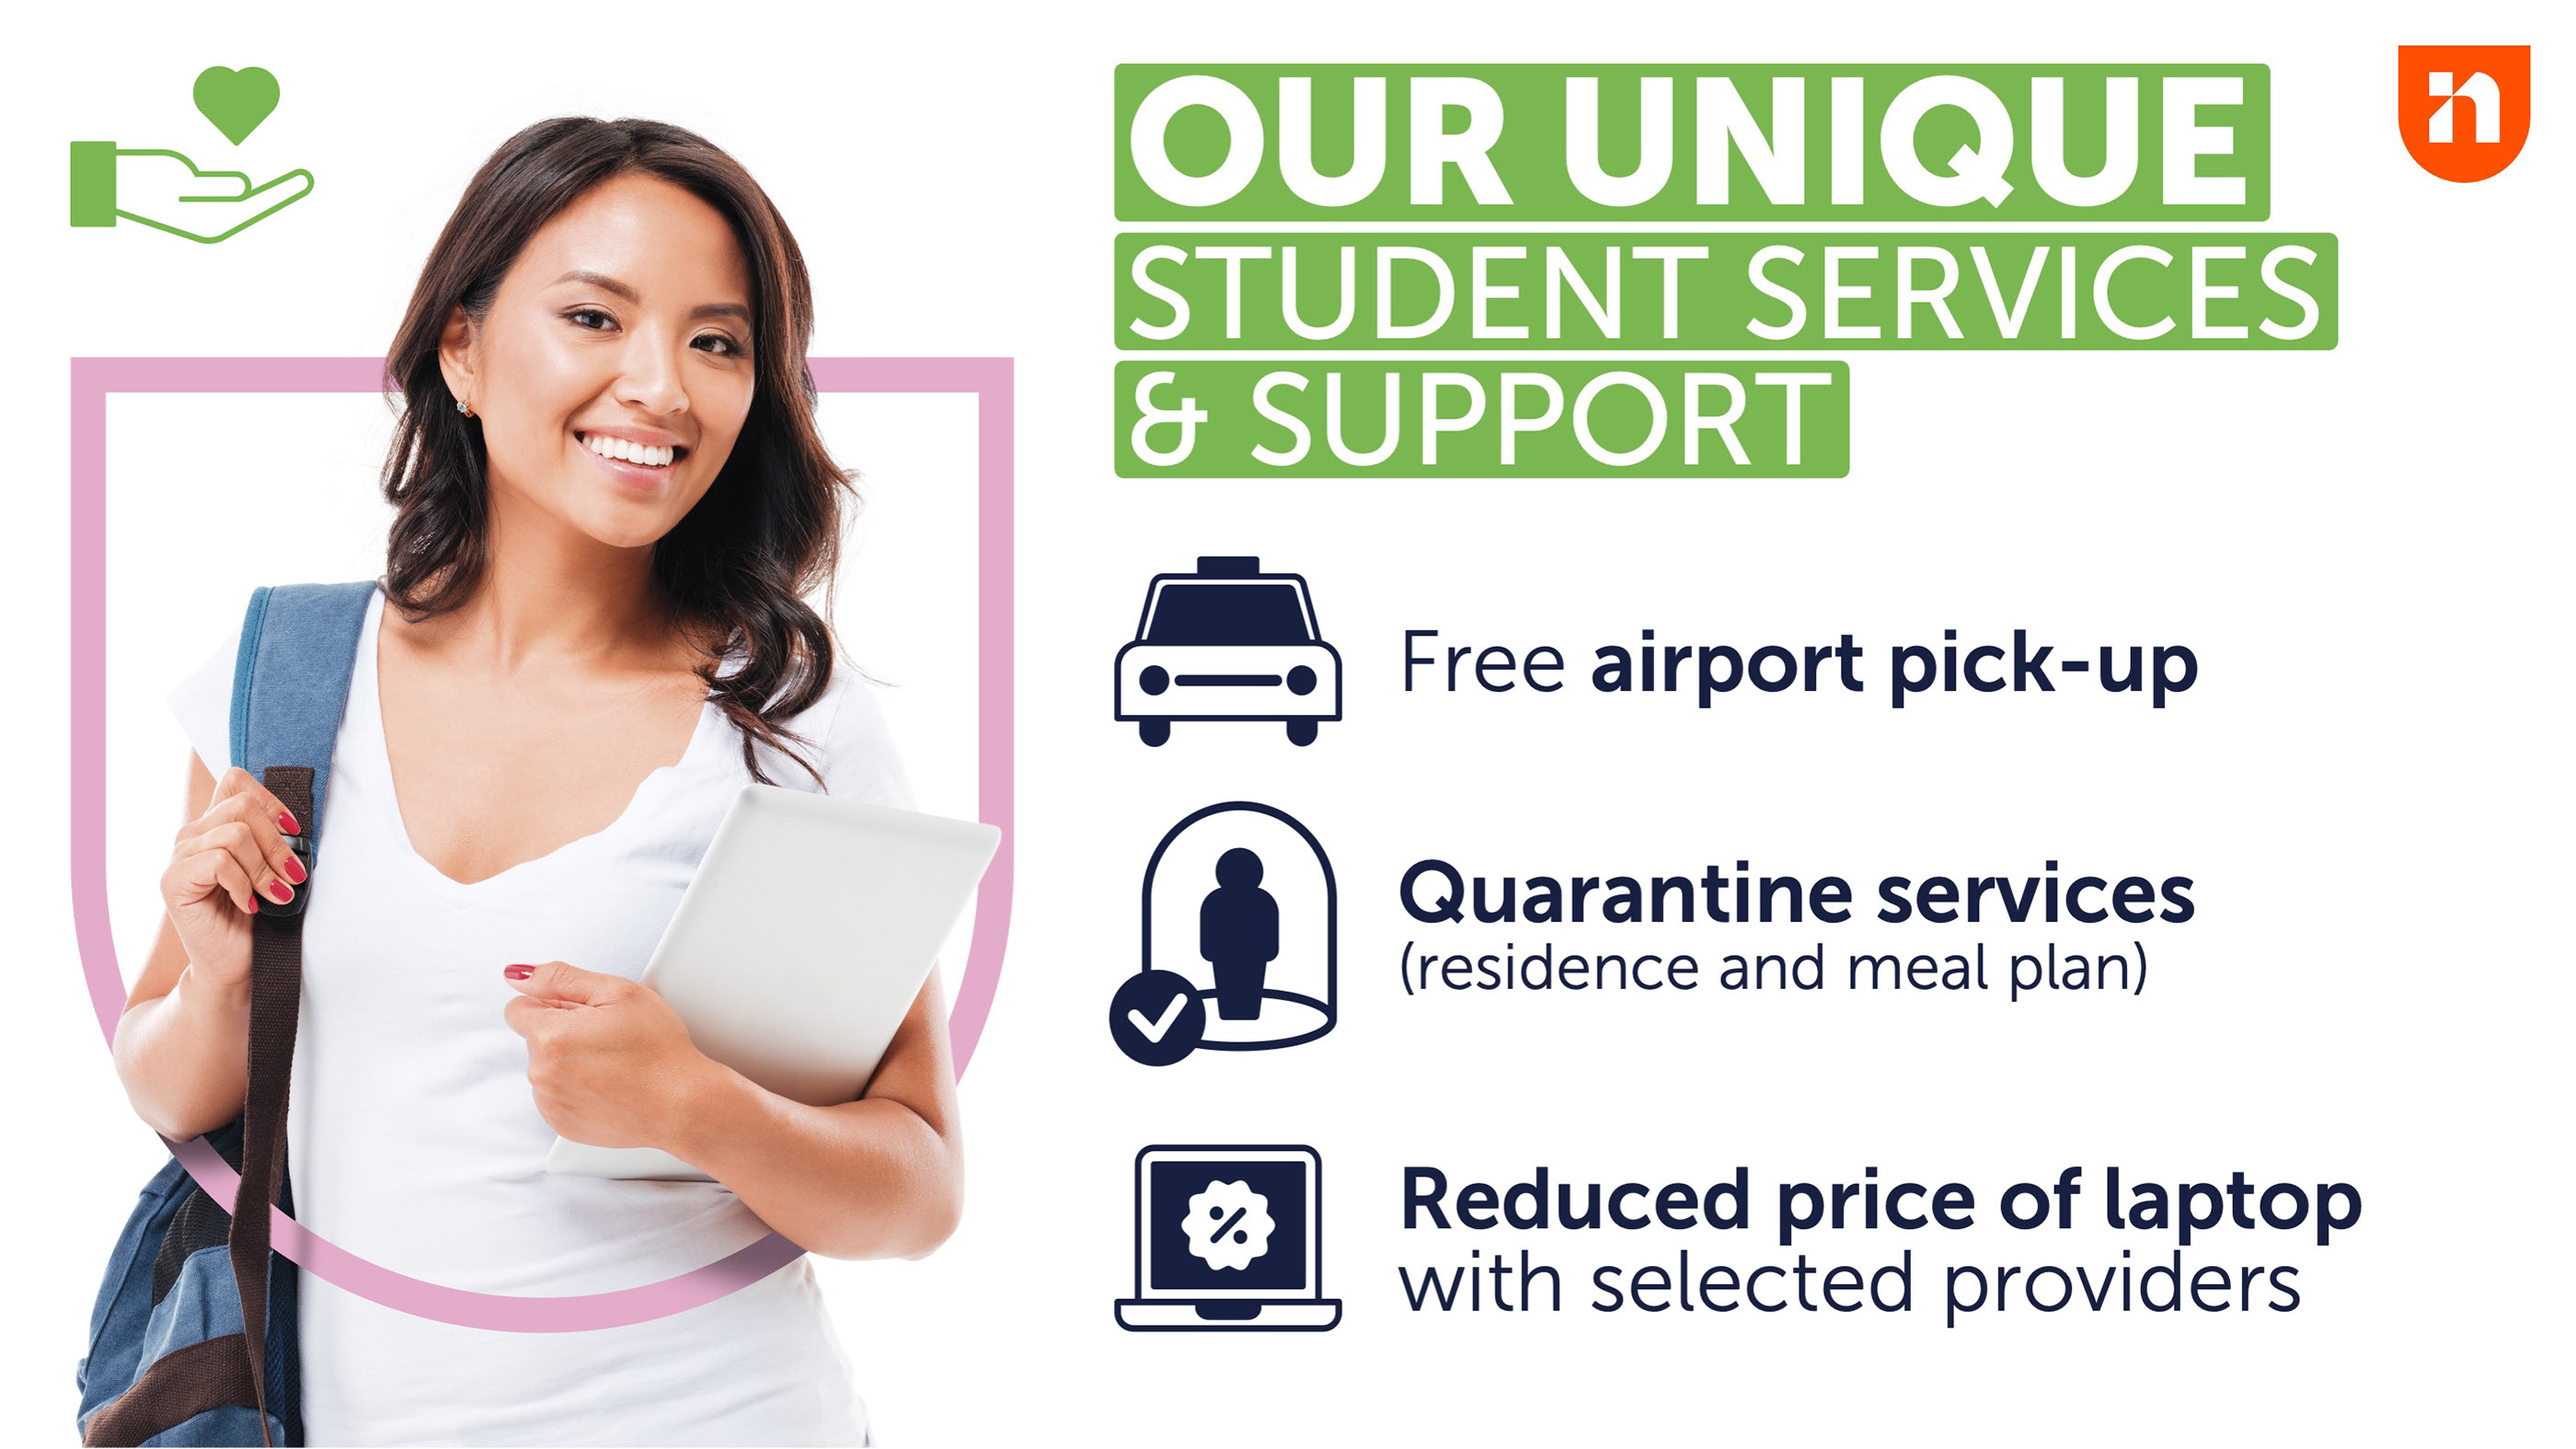 OUR UNIQUE
STUDENT SERVICES
& SUPPORT
n
Free airport pick-up
Quarantine services
(residence and meal plan)
%
Reduced price of laptop
with selected providers